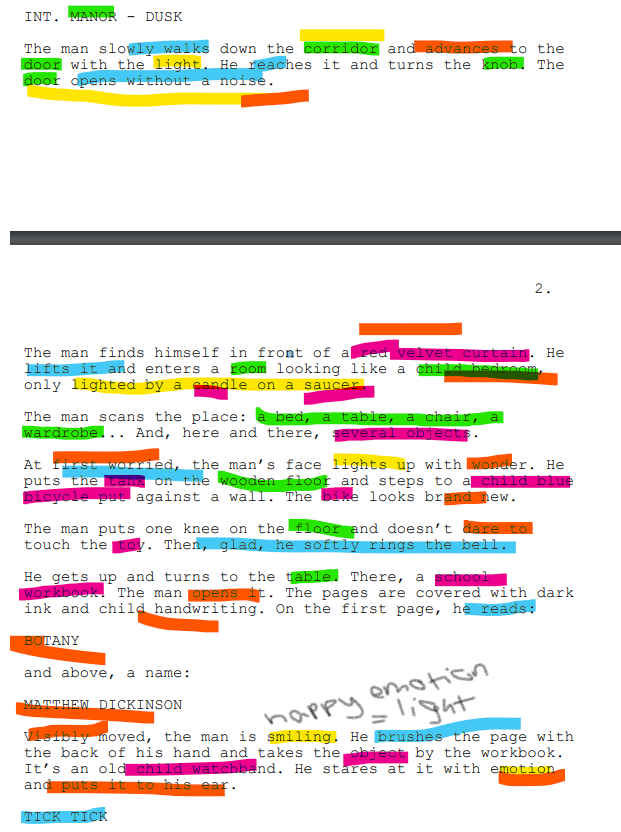 INT. MANOR - DUSK
The man slowly walks down the corridor and advances to the
door with the light. He reaches it and turns the knob. The
door opens without a noise.
2.
The man finds himself in front of a red velvet curtain. He
lifts it and enters a room looking like a child bedroom,
only lighted by a candle on a saucer.
The man scans the place: a bed, a table, a chair, a
wardrobe... And, here and there, several objects.
At first worried, the man's face lights up with wonder. He
puts the tank on the wooden floor and steps to a child blue
bicycle put against a wall. The bike looks brand new.
The man puts one knee on the floor and doesn't dare to
touch the toy. Then, glad, he softly rings the bell.
He gets up and turns to the table. There, a school
workbook. The man opens it. The pages are covered with dark
ink and child handwriting. On the first page, he reads:
BOTANY
and above, a name:
happy emotion
= light
MATTHEW DICKINSON
Visibly moved, the man is smiling. He brushes the page with
the back of his hand and takes the object by the workbook.
It's an old child watchband. He stares at it with emotion
and puts it to his ear.
TICK TICK